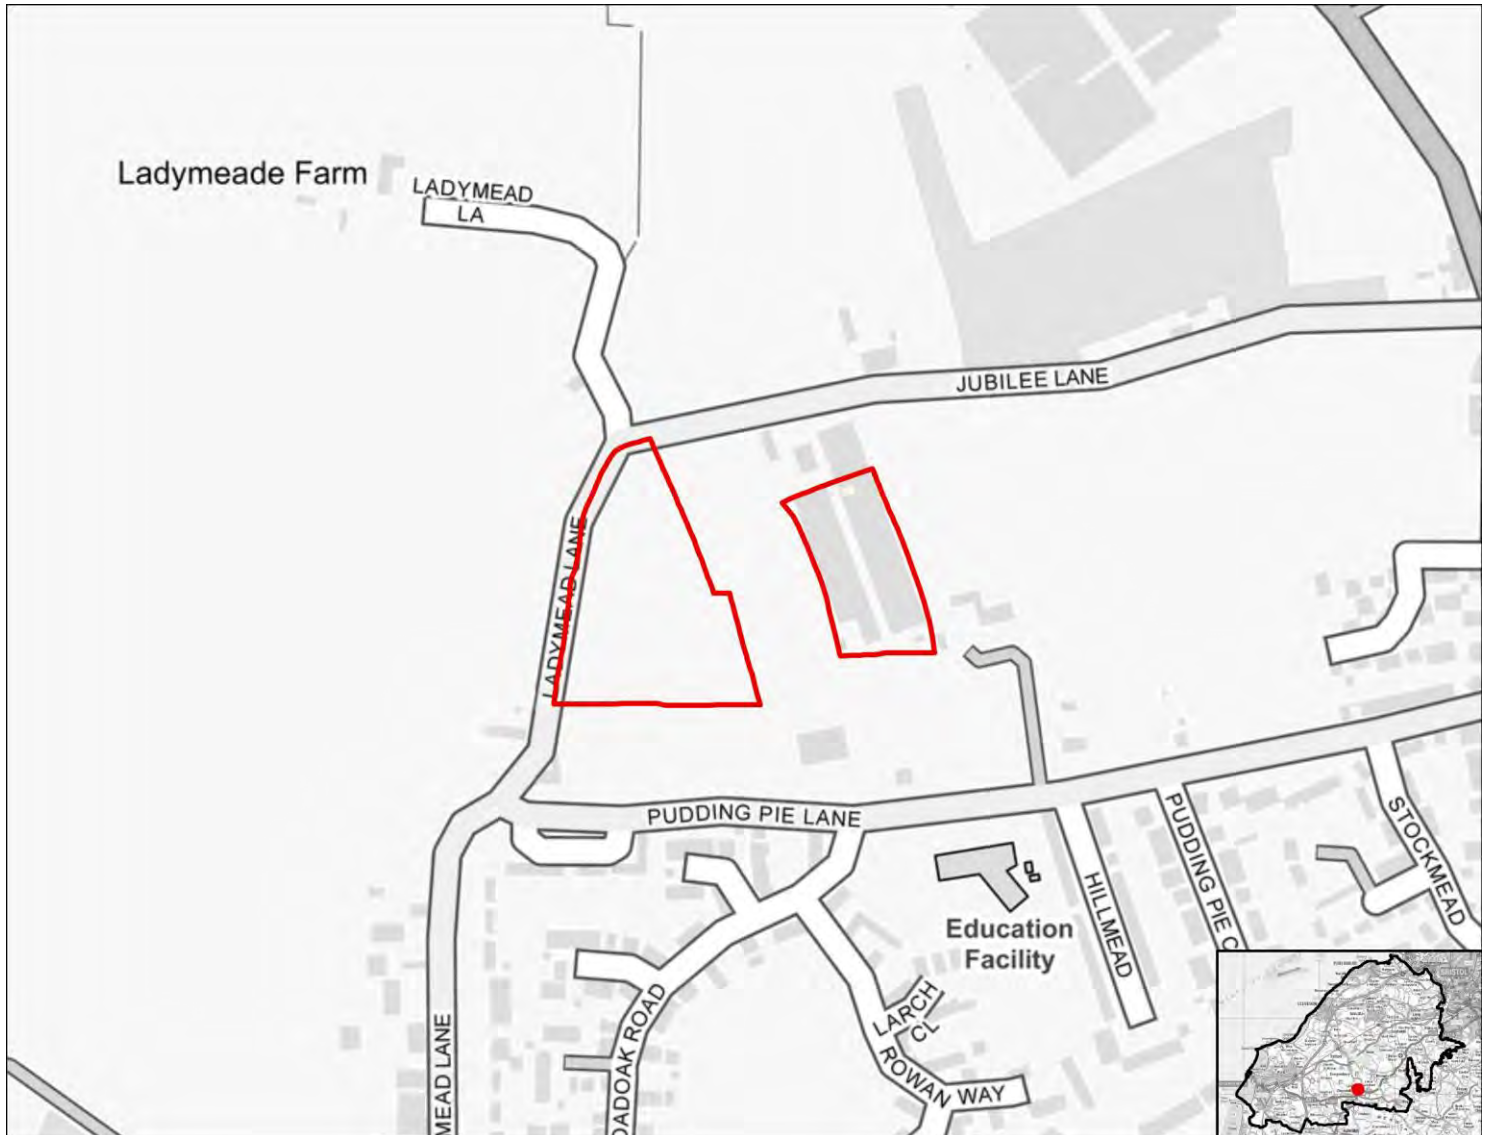 Ladymeade Farm
LADYMEAD
LA
JUBILEE LANE
LADYMEAD LANE
PUDDING PIE LANE
STOCKMEAD
PUDDING PIE C
HILLMEAD
Education
Facility
LARCH
CL
ROWAN WAY
OADOAK ROAD
MEAD LANE
BRISTOL